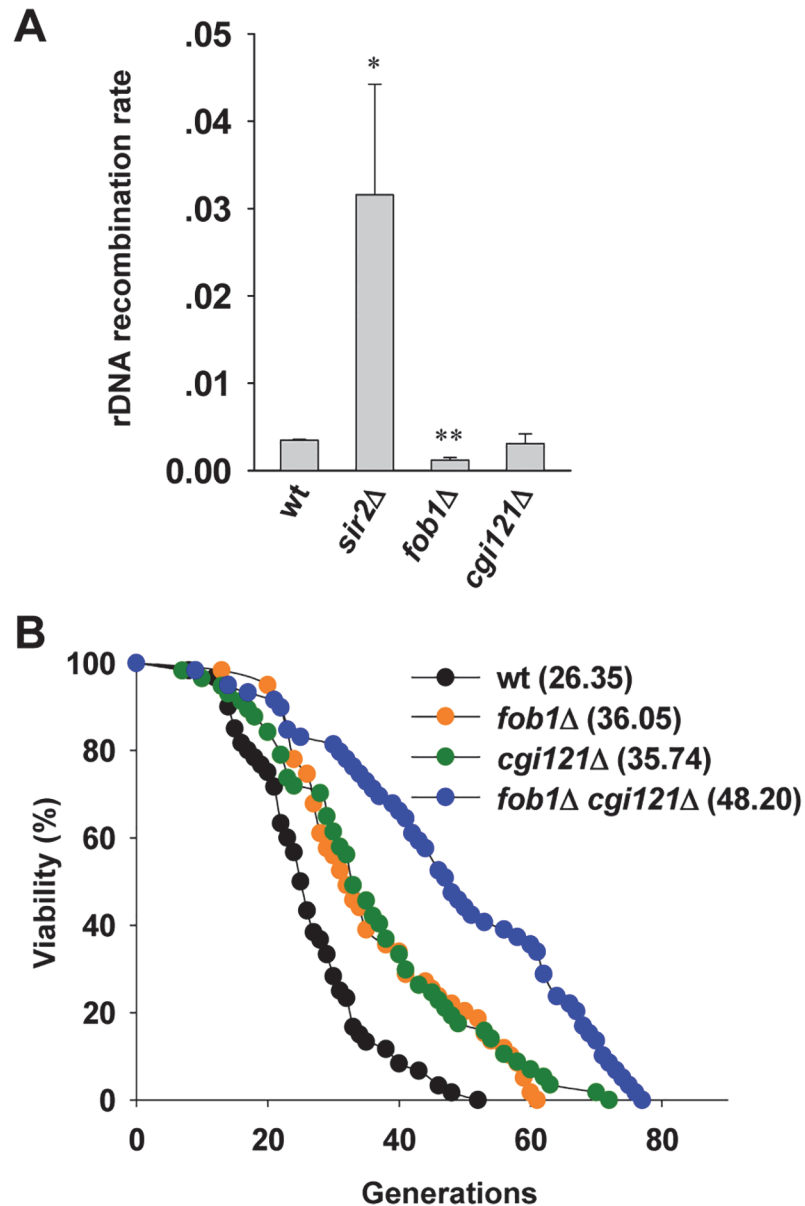 A
rDNA recombination rate
.05
.04
.03
.02
.01
0.00
*
**
wt
sir2Δ
fob1Δ
cgi121Δ
B
Viability (%)
100
80
60
40
20
0
wt (26.35)
fob1Δ (36.05)
cgi121Δ (35.74)
fob1Δ cgi121Δ (48.20)
0 20 40 60 80
Generations